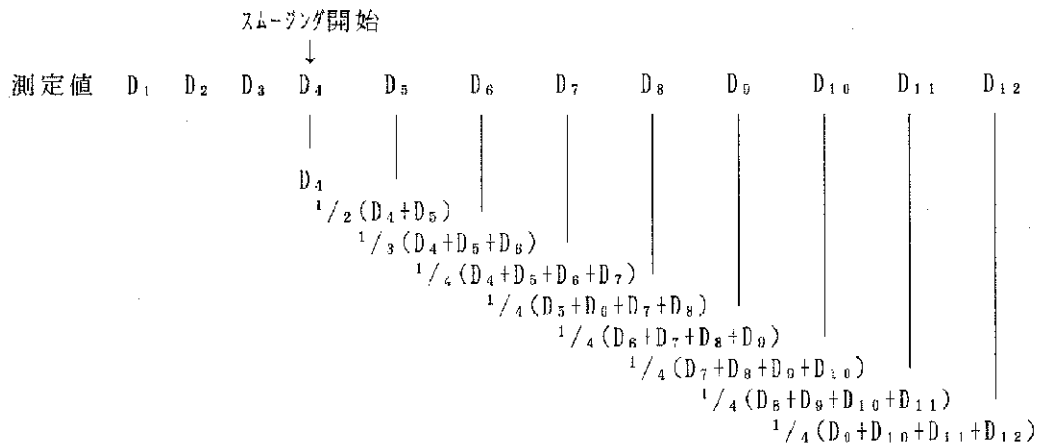 スムージング開始
↓
測定値 D₁ D₂ D₃ D₄ D₅ D₆ D₇ D₈ D₉ D₁₀ D₁₁ D₁₂
D₄
¹/₂(D₄+D₅)
¹/₃(D₄+D₅+D₆)
¹/₄(D₄+D₅+D₆+D₇)
¹/₄(D₅+D₆+D₇+D₈)
¹/₄(D₆+D₇+D₈+D₉)
¹/₄(D₇+D₈+D₉+D₁₀)
¹/₄(D₈+D₉+D₁₀+D₁₁)
¹/₄(D₉+D₁₀+D₁₁+D₁₂)